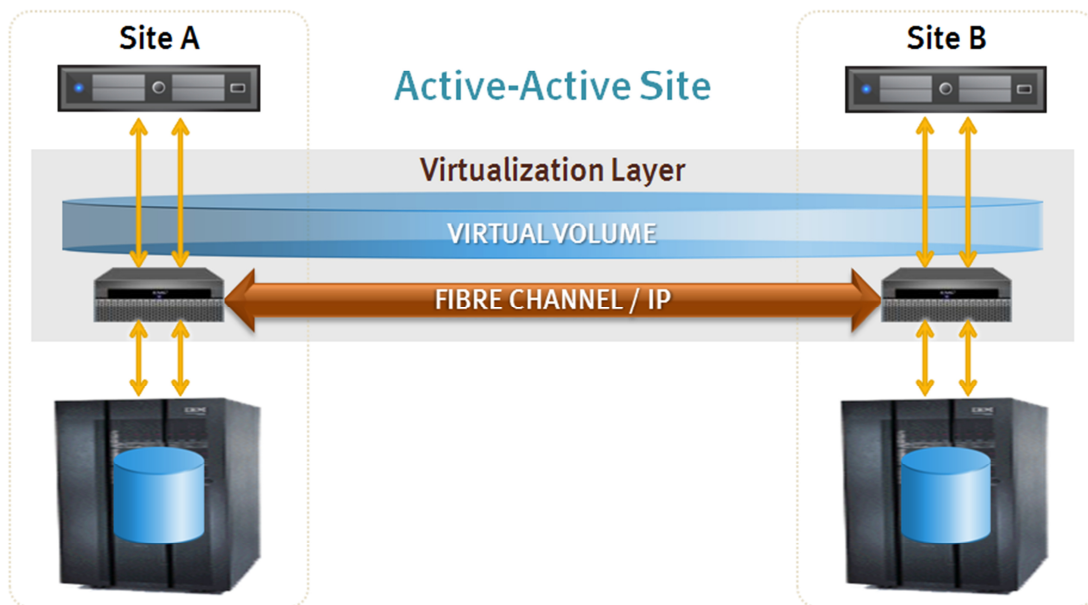 Site A
Site B
Active-Active Site
Virtualization Layer
VIRTUAL VOLUME
FIBRE CHANNEL / IP